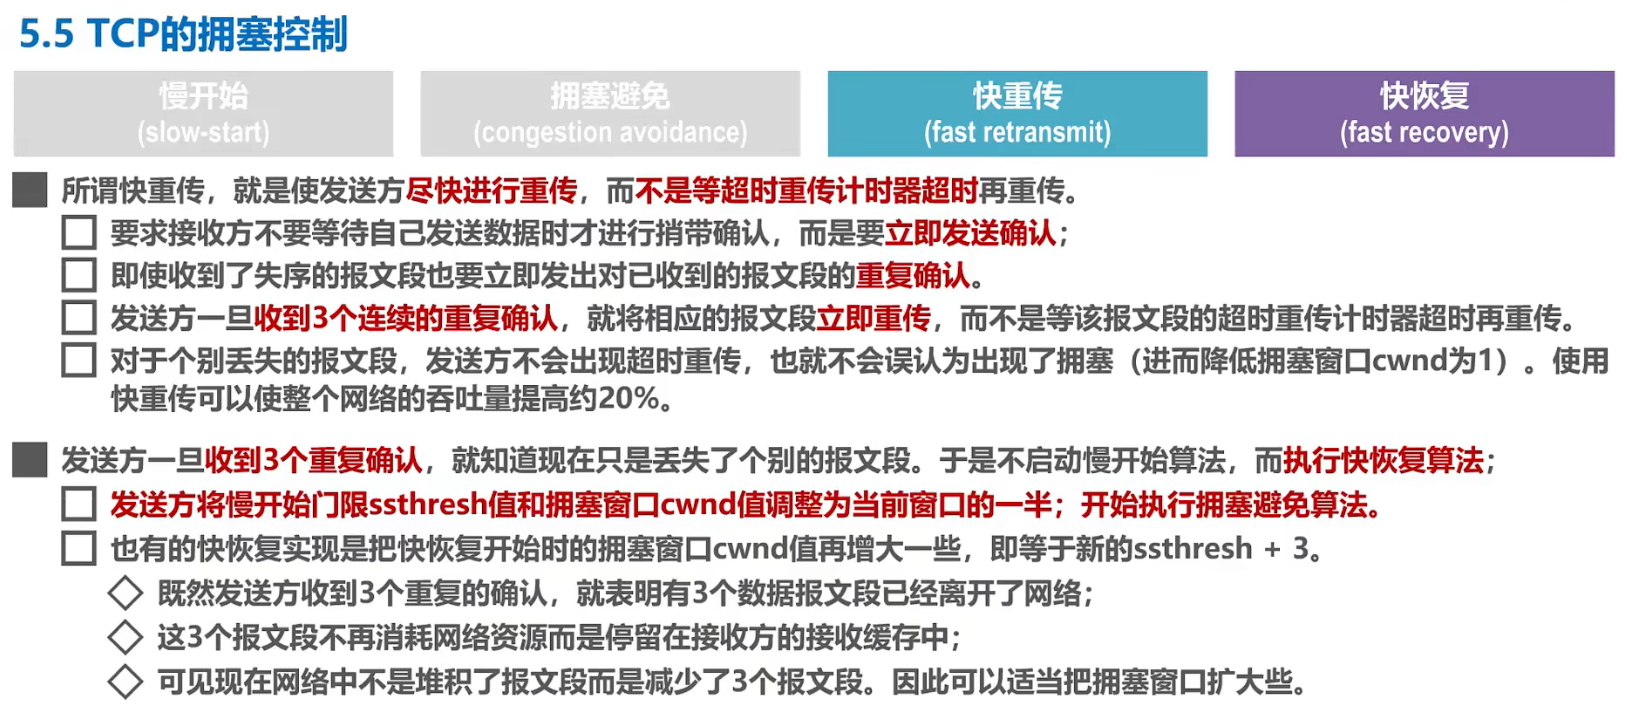 5.5 TCP的拥塞控制
慢开始
(slow-start)
拥塞避免
(congestion avoidance)
快重传
(fast retransmit)
快恢复
(fast recovery)
所谓快重传，就是使发送方尽快进行重传，而不是等超时重传计时器超时再重传。
要求接收方不要等待自己发送数据时才进行捎带确认，而是要立即发送确认；
即使收到了失序的报文段也要立即发出对已收到的报文段的重复确认。
发送方一旦收到3个连续的重复确认，就将相应的报文段立即重传，而不是等该报文段的超时重传计时器超时再重传。
对于个别丢失的报文段，发送方不会出现超时重传，也就不会误认为出现了拥塞（进而降低拥塞窗口cwnd为1）。使用
快重传可以使整个网络的吞吐量提高约20%。
发送方一旦收到3个重复确认，就知道现在只是丢失了个别的报文段。于是不启动慢开始算法，而执行快恢复算法；
发送方将慢开始门限ssthresh值和拥塞窗口cwnd值调整为当前窗口的一半；开始执行拥塞避免算法。
也有的快恢复实现是把快恢复开始时的拥塞窗口cwnd值再增大一些，即等于新的ssthresh + 3。
既然发送方收到3个重复的确认，就表明有3个数据报文段已经离开了网络；
这3个报文段不再消耗网络资源而是停留在接收方的接收缓存中；
可见现在网络中不是堆积了报文段而是减少了3个报文段。因此可以适当把拥塞窗口扩大些。